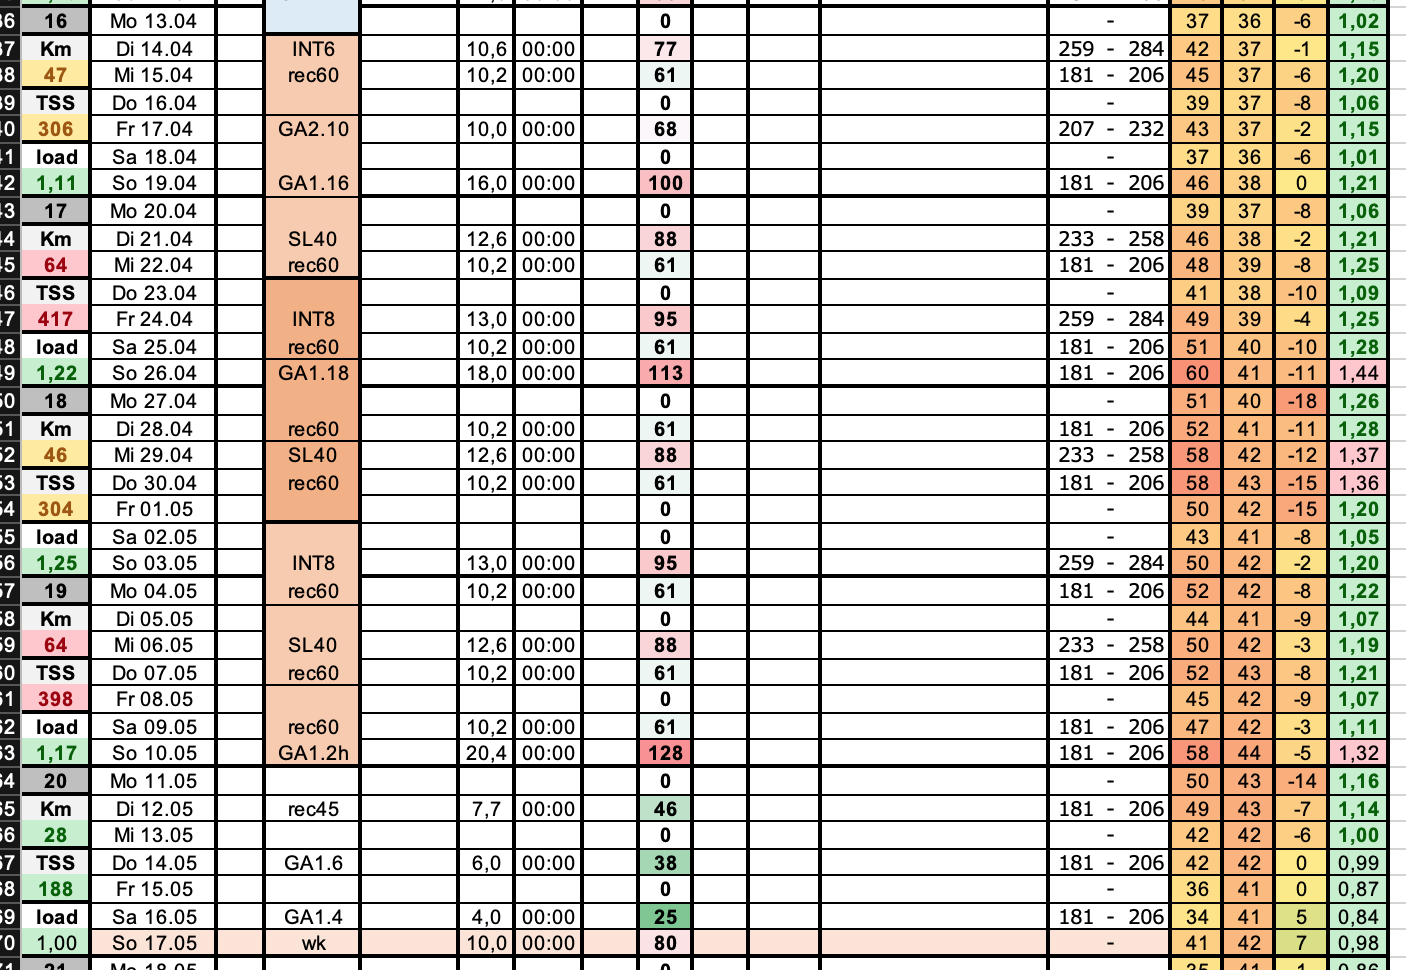 36 16 Mo 13.04 0 - 37 36 -6 1,02
37 Km Di 14.04 INT6 10,6 00:00 77 259 - 284 42 37 -1 1,15
38 47 Mi 15.04 rec60 10,2 00:00 61 181 - 206 45 37 -6 1,20
39 TSS Do 16.04 0 - 39 37 -8 1,06
40 306 Fr 17.04 GA2.10 10,0 00:00 68 207 - 232 43 37 -2 1,15
41 load Sa 18.04 0 - 37 36 -6 1,01
42 1,11 So 19.04 GA1.16 16,0 00:00 100 181 - 206 46 38 0 1,21
43 17 Mo 20.04 0 - 39 37 -8 1,06
44 Km Di 21.04 SL40 12,6 00:00 88 233 - 258 46 38 -2 1,21
45 64 Mi 22.04 rec60 10,2 00:00 61 181 - 206 48 39 -8 1,25
46 TSS Do 23.04 0 - 41 38 -10 1,09
47 417 Fr 24.04 INT8 13,0 00:00 95 259 - 284 49 39 -4 1,25
48 load Sa 25.04 rec60 10,2 00:00 61 181 - 206 51 40 -10 1,28
49 1,22 So 26.04 GA1.18 18,0 00:00 113 181 - 206 60 41 -11 1,44
50 18 Mo 27.04 0 - 51 40 -18 1,26
51 Km Di 28.04 rec60 10,2 00:00 61 181 - 206 52 41 -11 1,28
52 46 Mi 29.04 SL40 12,6 00:00 88 233 - 258 58 42 -12 1,37
53 TSS Do 30.04 rec60 10,2 00:00 61 181 - 206 58 43 -15 1,36
54 304 Fr 01.05 0 - 50 42 -15 1,20
55 load Sa 02.05 0 - 43 41 -8 1,05
56 1,25 So 03.05 INT8 13,0 00:00 95 259 - 284 50 42 -2 1,20
57 19 Mo 04.05 rec60 10,2 00:00 61 181 - 206 52 42 -8 1,22
58 Km Di 05.05 0 - 44 41 -9 1,07
59 64 Mi 06.05 SL40 12,6 00:00 88 233 - 258 50 42 -3 1,19
60 TSS Do 07.05 rec60 10,2 00:00 61 181 - 206 52 43 -8 1,21
61 398 Fr 08.05 0 - 45 42 -9 1,07
62 load Sa 09.05 rec60 10,2 00:00 61 181 - 206 47 42 -3 1,11
63 1,17 So 10.05 GA1.2h 20,4 00:00 128 181 - 206 58 44 -5 1,32
64 20 Mo 11.05 0 - 50 43 -14 1,16
65 Km Di 12.05 rec45 7,7 00:00 46 181 - 206 49 43 -7 1,14
66 28 Mi 13.05 0 - 42 42 -6 1,00
67 TSS Do 14.05 GA1.6 6,0 00:00 38 181 - 206 42 42 0 0,99
68 188 Fr 15.05 0 - 36 41 0 0,87
69 load Sa 16.05 GA1.4 4,0 00:00 25 181 - 206 34 41 5 0,84
70 1,00 So 17.05 wk 10,0 00:00 80 - 41 42 7 0,98
21 Mo 18.05 0 35 41 1 0,86